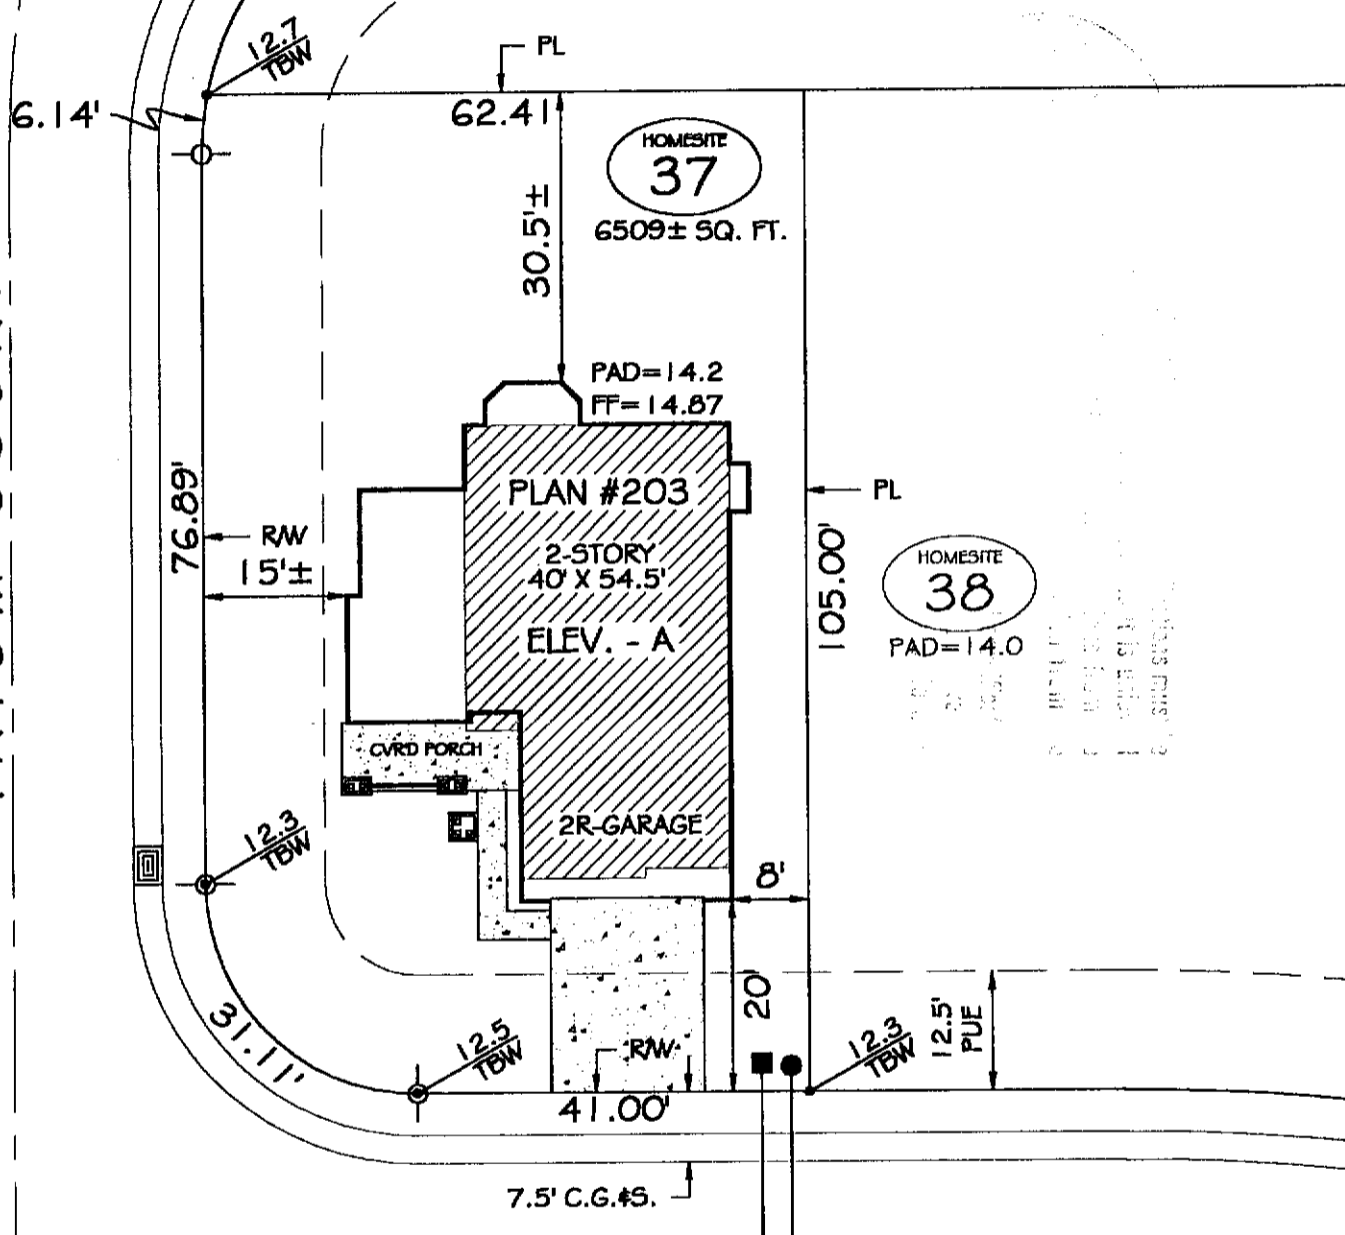 12.7
TBW
PL
6.14'
62.41
HOMESITE
37
6509± SQ. FT.
30.5'±
PAD=14.2
FF=14.87
PLAN #203
2-STORY
40' X 54.5'
ELEV. - A
76.89'
R/W
15'±
PL
105.00'
HOMESITE
38
PAD=14.0
CVR'D PORCH
2R-GARAGE
12.3
TBW
8'
20'
31.11'
12.5
TBW
R/W
41.00'
12.3
TBW
12.5'
PUE
7.5' C.G.&S.